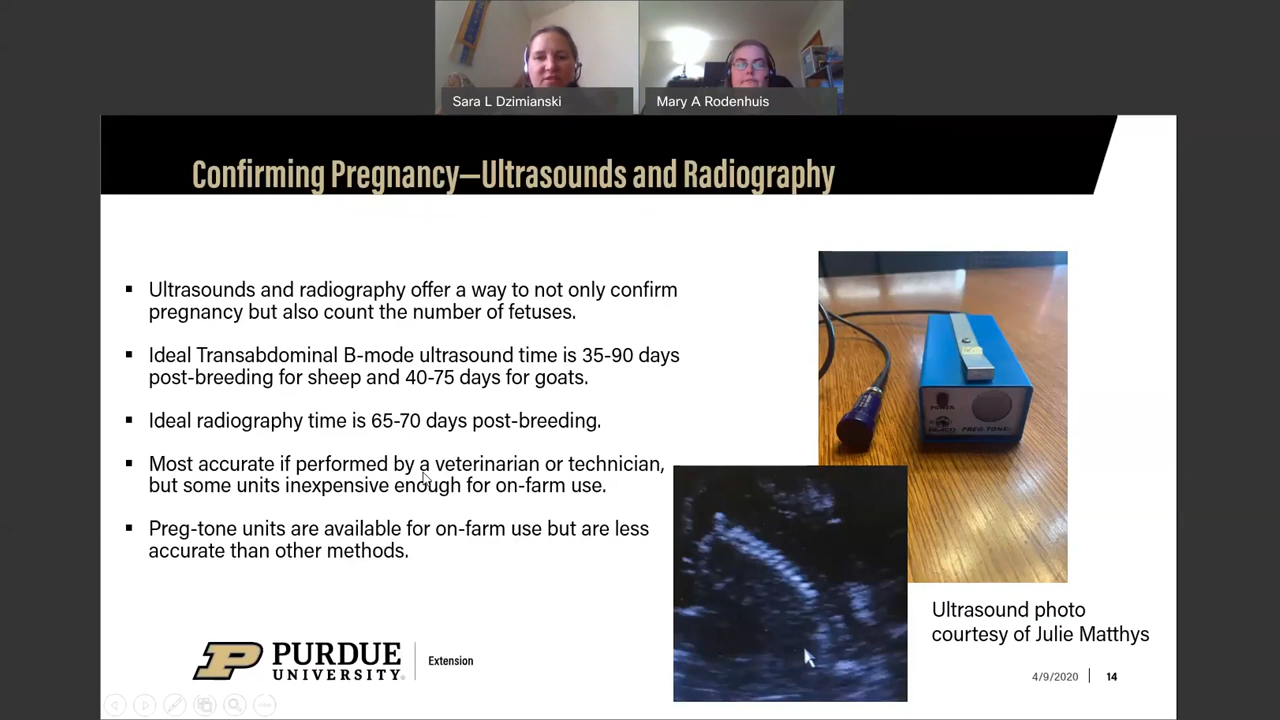 Sara L Dzimianski
Mary A Rodenhuis
Confirming Pregnancy—Ultrasounds and Radiography
▪ Ultrasounds and radiography offer a way to not only confirm
pregnancy but also count the number of fetuses.
▪ Ideal Transabdominal B-mode ultrasound time is 35-90 days
post-breeding for sheep and 40-75 days for goats.
▪ Ideal radiography time is 65-70 days post-breeding.
▪ Most accurate if performed by a veterinarian or technician,
but some units inexpensive enough for on-farm use.
▪ Preg-tone units are available for on-farm use but are less
accurate than other methods.
POWER
PREG-TONE
Ultrasound photo
courtesy of Julie Matthys
PURDUE
UNIVERSITY
Extension
4/9/2020
14